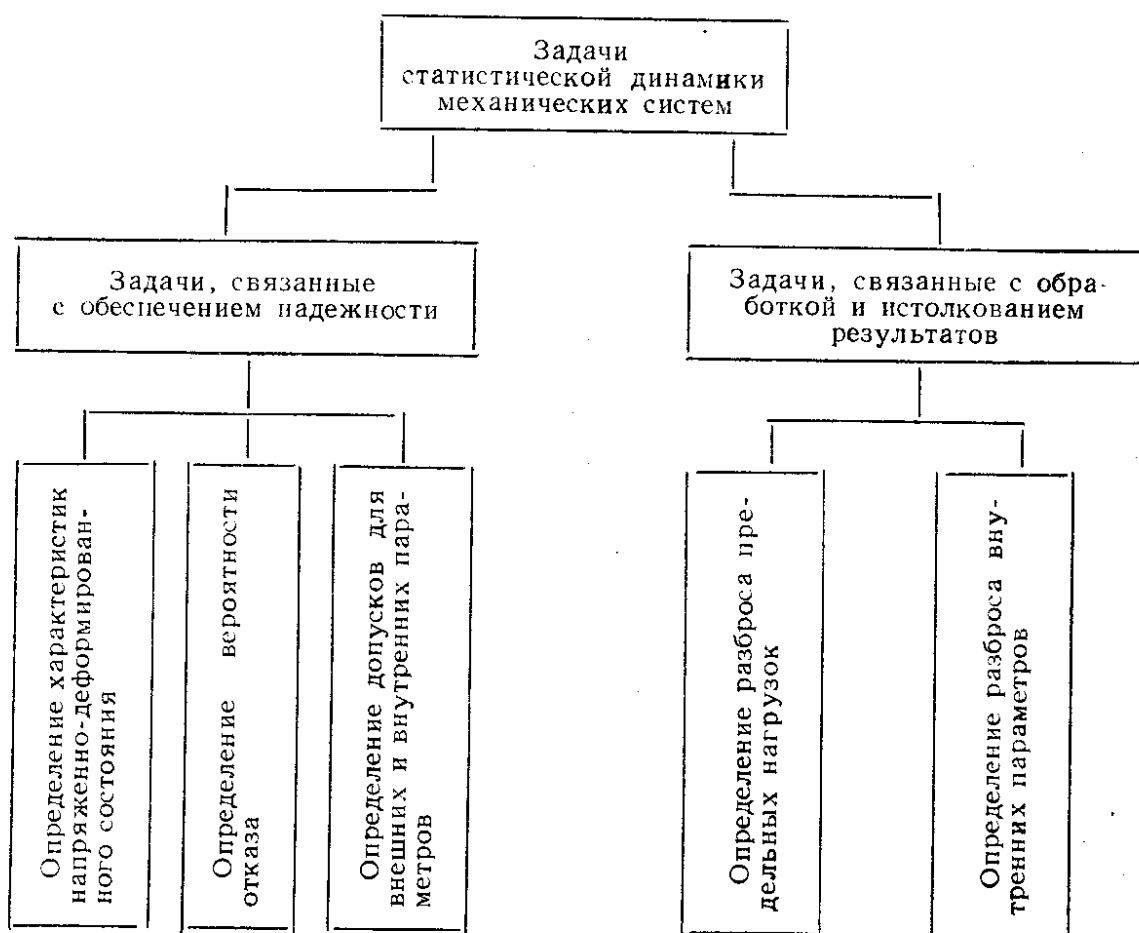 Задачи
статистической динамики
механических систем
Задачи, связанные
с обеспечением надежности
Задачи, связанные с обра-
боткой и истолкованием
результатов
Определение характеристик
напряженно-деформирован-
ного состояния
Определение вероятности
отказа
Определение допусков для
внешних и внутренних пара-
метров
Определение разброса пре-
дельных нагрузок
Определение разброса вну-
тренних параметров